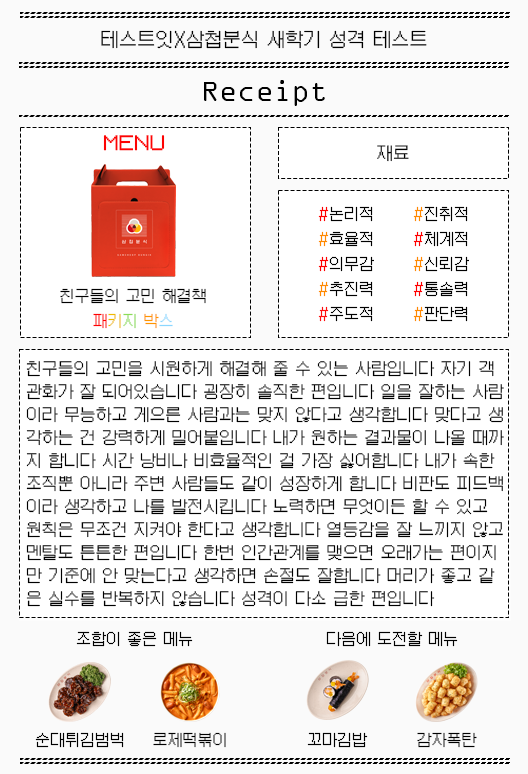 테스트잇X삼첩분식 새학기 성격 테스트
Receipt
MENU
삼첩분식
친구들의 고민 해결책
패키지 박스
재료
#논리적 #진취적
#효율적 #체계적
#의무감 #신뢰감
#추진력 #통솔력
#주도적 #판단력
친구들의 고민을 시원하게 해결해 줄 수 있는 사람입니다 자기 객
관화가 잘 되어있습니다 굉장히 솔직한 편입니다 일을 잘하는 사람
이라 무능하고 게으른 사람과는 맞지 않다고 생각합니다 맞다고 생
각하는 건 강력하게 밀어붙입니다 내가 원하는 결과물이 나올 때까
지 합니다 시간 낭비나 비효율적인 걸 가장 싫어합니다 내가 속한
조직뿐 아니라 주변 사람들도 같이 성장하게 합니다 비판도 피드백
이라 생각하고 나를 발전시킵니다 노력하면 무엇이든 할 수 있고
원칙은 무조건 지켜야 한다고 생각합니다 열등감을 잘 느끼지 않고
멘탈도 튼튼한 편입니다 한번 인간관계를 맺으면 오래가는 편이지
만 기준에 안 맞는다고 생각하면 손절도 잘합니다 머리가 좋고 같
은 실수를 반복하지 않습니다 성격이 다소 급한 편입니다
조합이 좋은 메뉴
다음에 도전할 메뉴
순대튀김범벅
로제떡볶이
꼬마김밥
감자폭탄